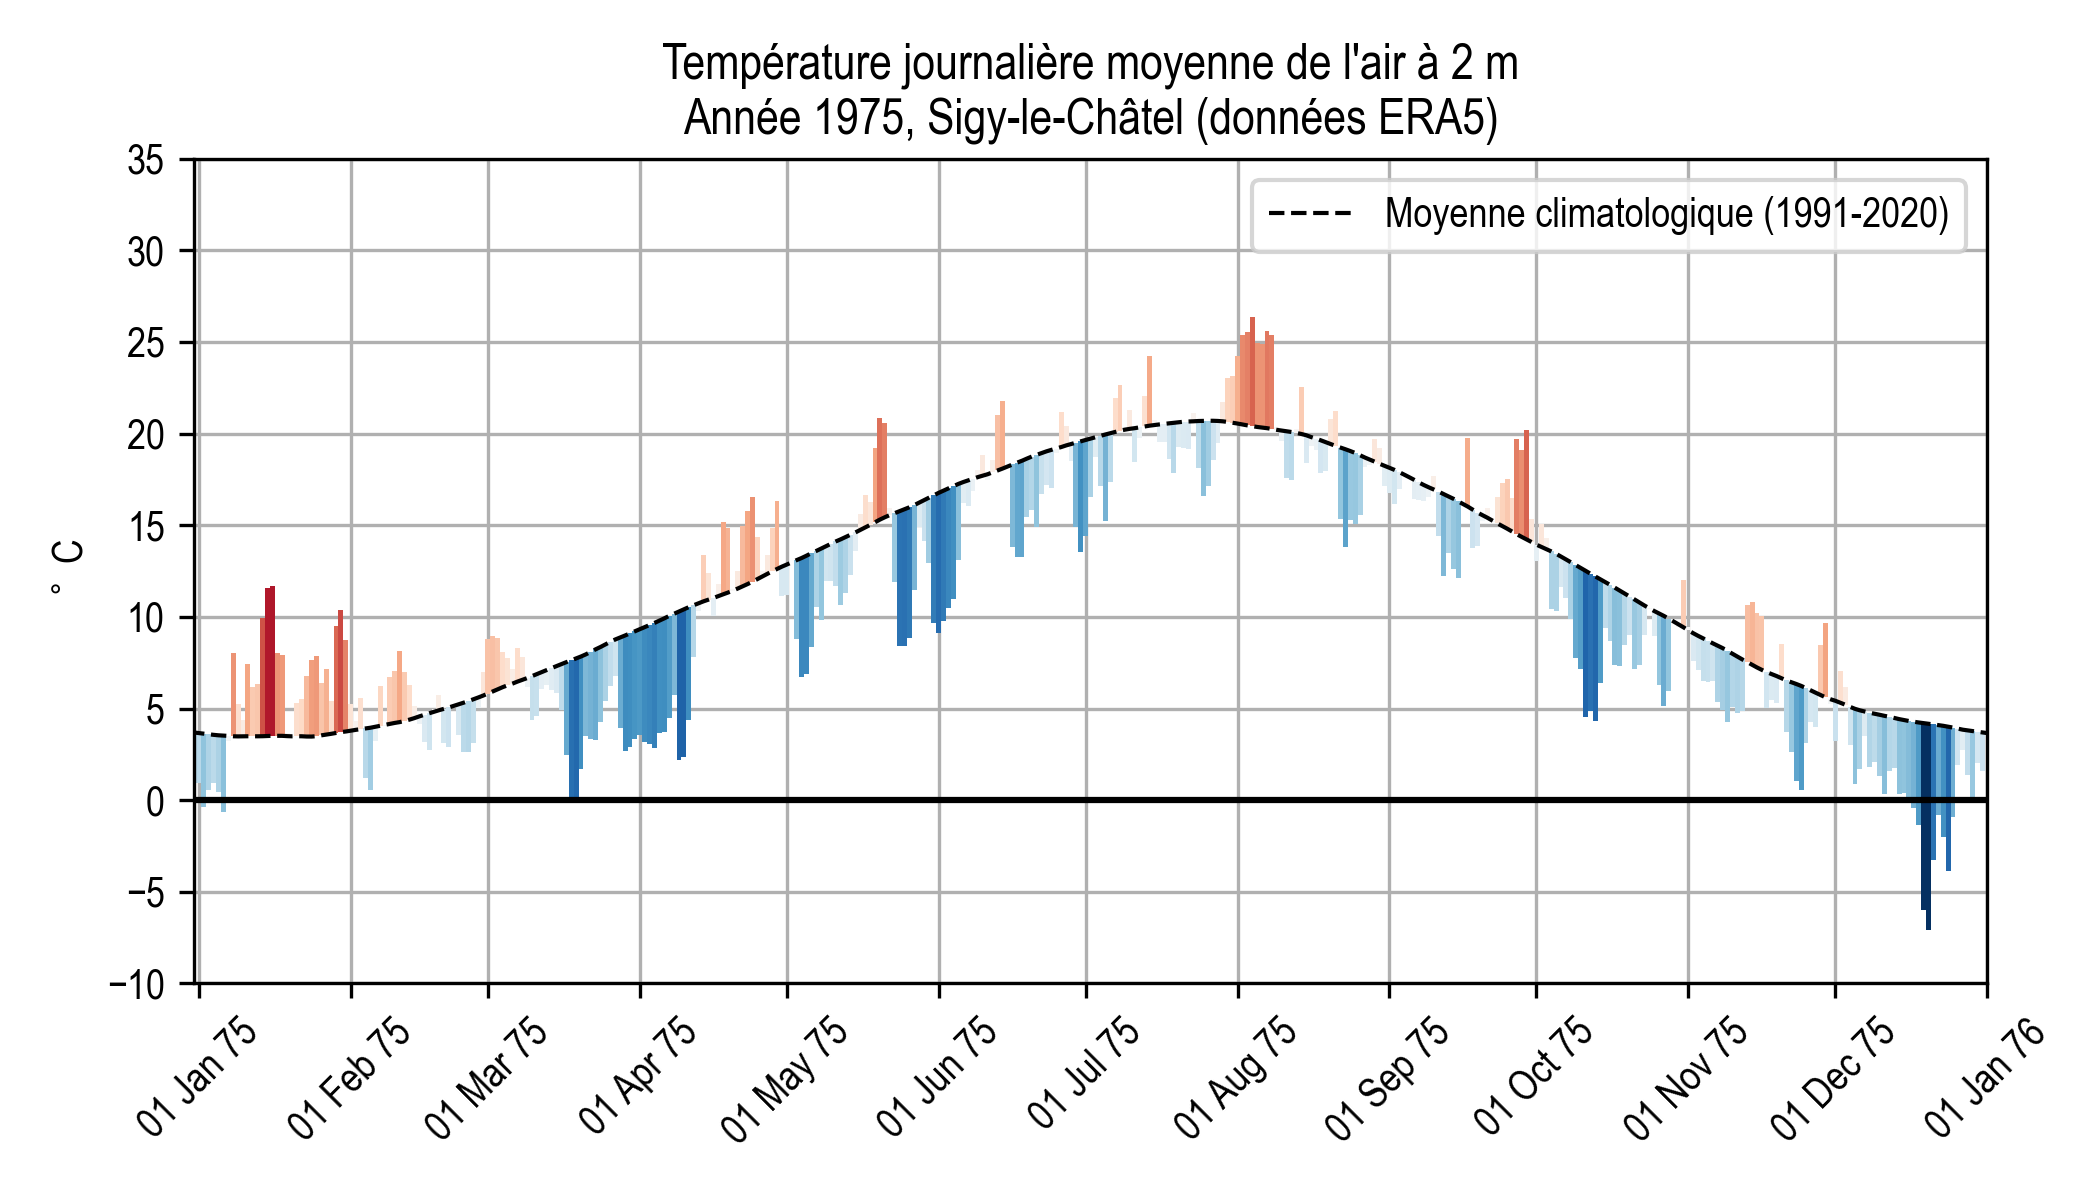 Température journalière moyenne de l'air à 2 m
Année 1975, Sigy-le-Châtel (données ERA5)
35
30
25
20
15
10
5
0
−5
−10
° C
Moyenne climatologique (1991-2020)
01 Jan 75
01 Feb 75
01 Mar 75
01 Apr 75
01 May 75
01 Jun 75
01 Jul 75
01 Aug 75
01 Sep 75
01 Oct 75
01 Nov 75
01 Dec 75
01 Jan 76